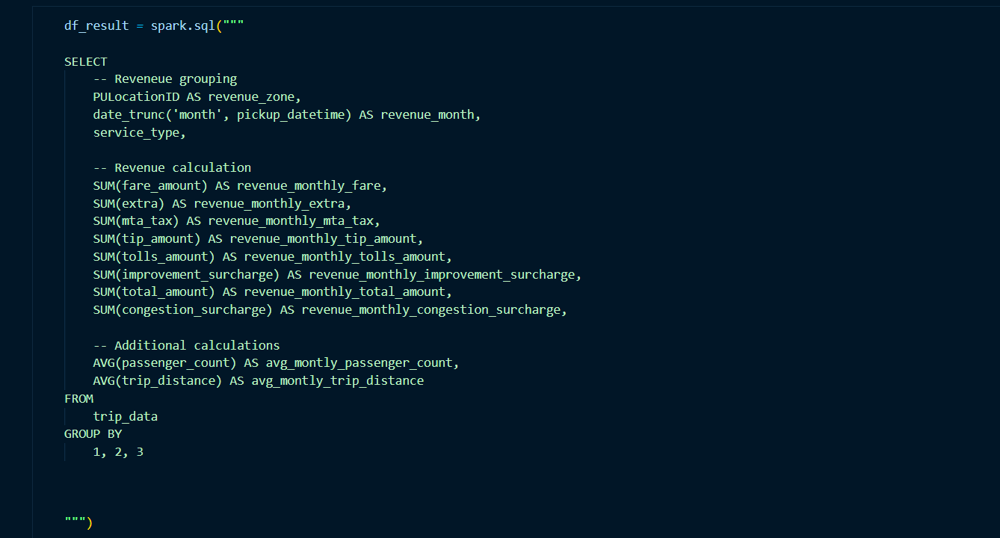 df_result = spark.sql("""
SELECT
-- Reveneue grouping
PULocationID AS revenue_zone,
date_trunc('month', pickup_datetime) AS revenue_month,
service_type,
-- Revenue calculation
SUM(fare_amount) AS revenue_monthly_fare,
SUM(extra) AS revenue_monthly_extra,
SUM(mta_tax) AS revenue_monthly_mta_tax,
SUM(tip_amount) AS revenue_monthly_tip_amount,
SUM(tolls_amount) AS revenue_monthly_tolls_amount,
SUM(improvement_surcharge) AS revenue_monthly_improvement_surcharge,
SUM(total_amount) AS revenue_monthly_total_amount,
SUM(congestion_surcharge) AS revenue_monthly_congestion_surcharge,
-- Additional calculations
AVG(passenger_count) AS avg_montly_passenger_count,
AVG(trip_distance) AS avg_montly_trip_distance
FROM
trip_data
GROUP BY
1, 2, 3
""")